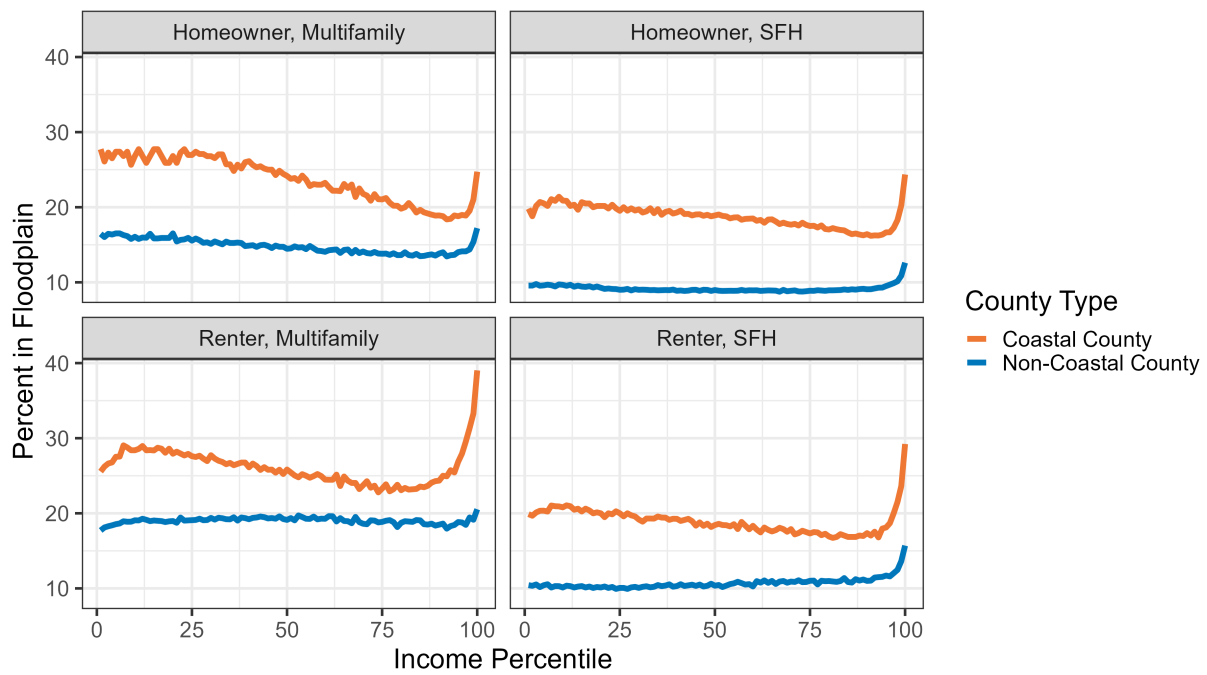 Homeowner, Multifamily
Homeowner, SFH
40
30
20
10
Renter, Multifamily
Renter, SFH
40
30
20
10
0
25
50
75
100
0
25
50
75
100
Income Percentile
Percent in Floodplain
County Type
Coastal County
Non-Coastal County